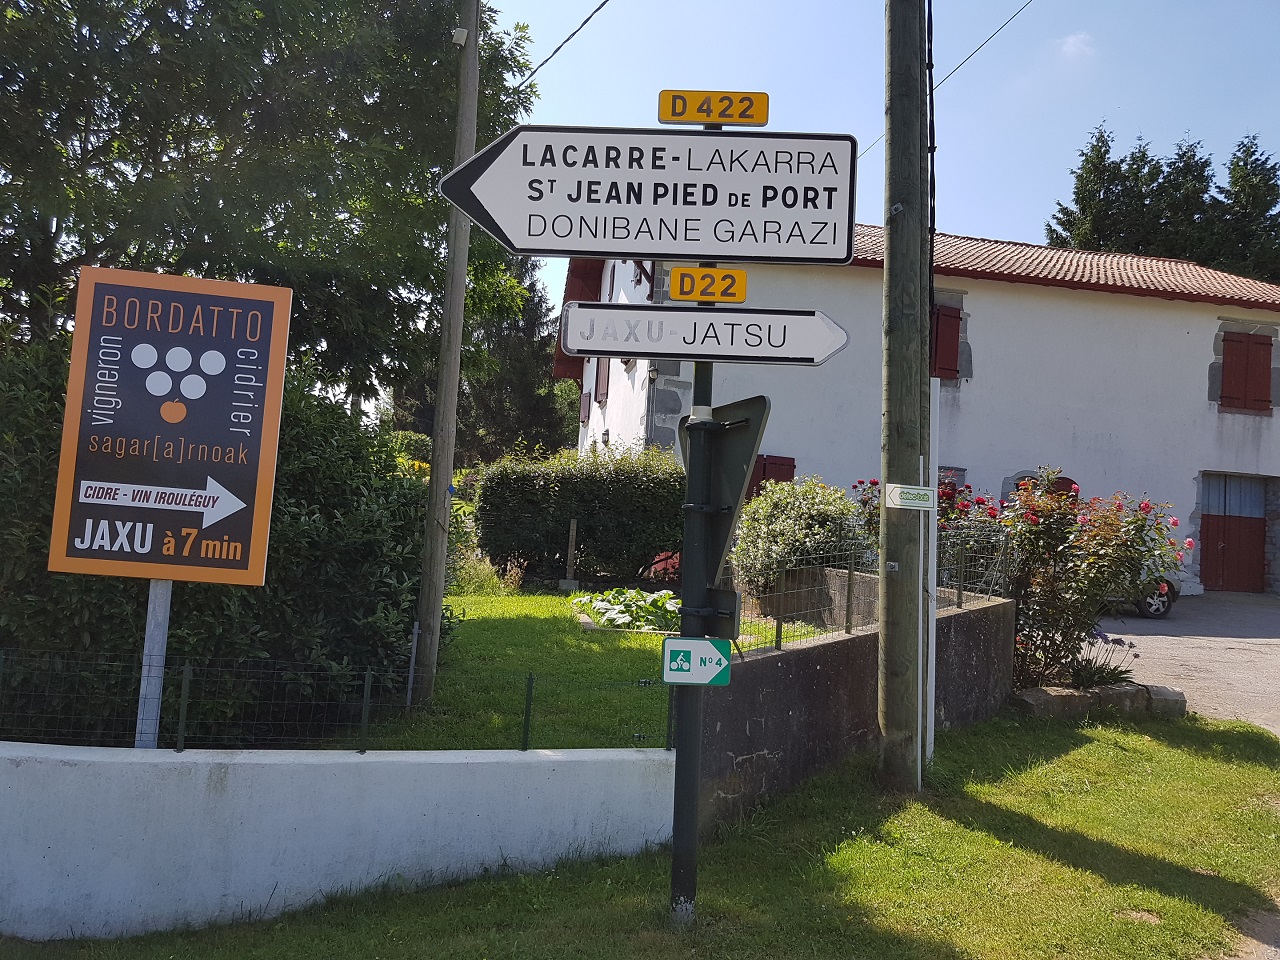 D 422
LACARRE-LAKARRA
ST JEAN PIED DE PORT
DONIBANE GARAZI
D22
JAXU-JATSU
BORDATTO
vigneron
cidrier
sagar[a]rnoak
CIDRE - VIN IROULÉGUY
JAXU à 7 min
N° 4